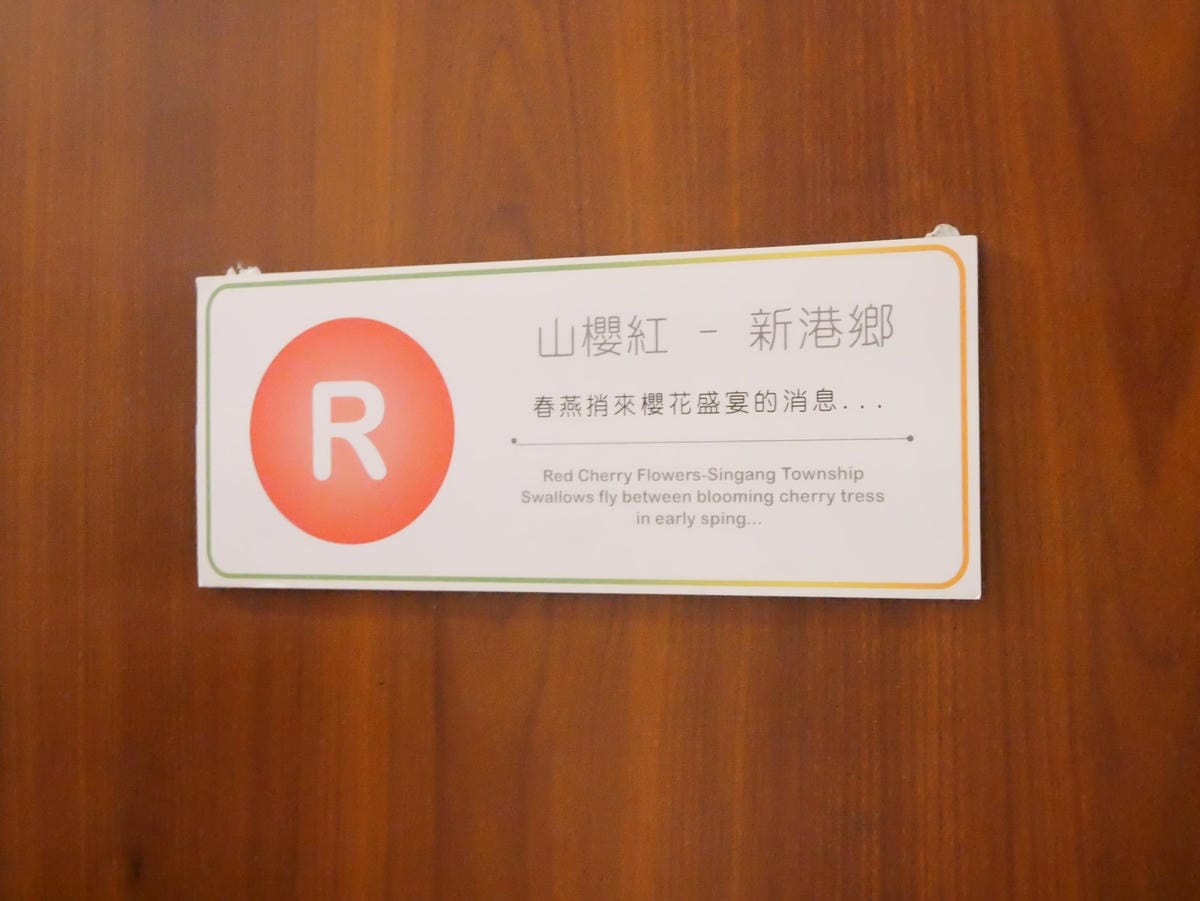 R
山櫻紅 - 新港鄉
春燕捎來櫻花盛宴的消息...
Red Cherry Flowers-Singang Township
Swallows fly between blooming cherry tress
in early sping...